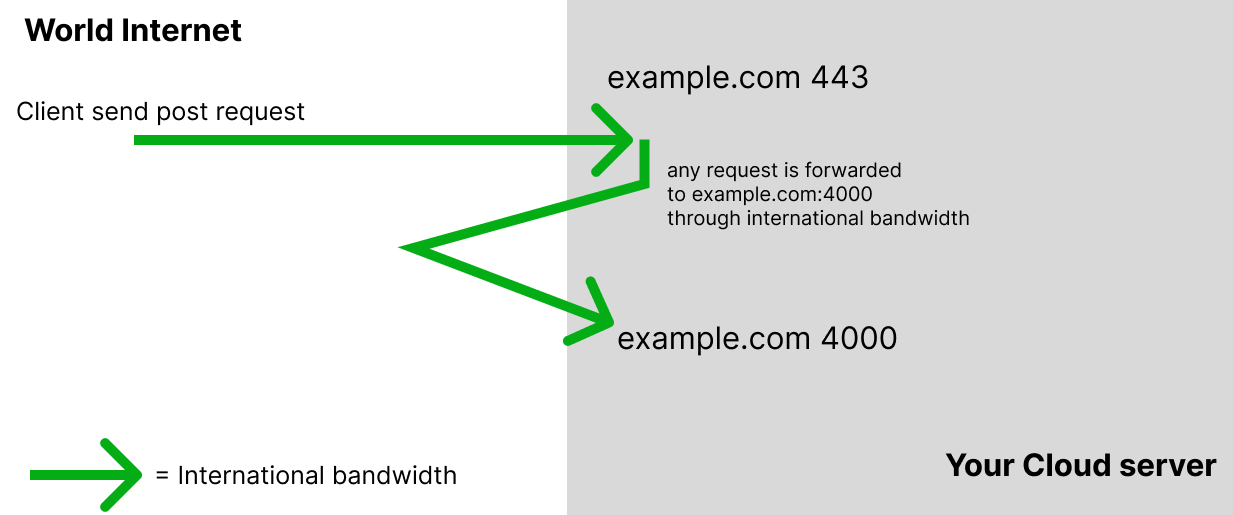 World Internet
example.com 443
Client send post request
any request is forwarded
to example.com:4000
through international bandwidth
example.com 4000
Your Cloud server
= International bandwidth